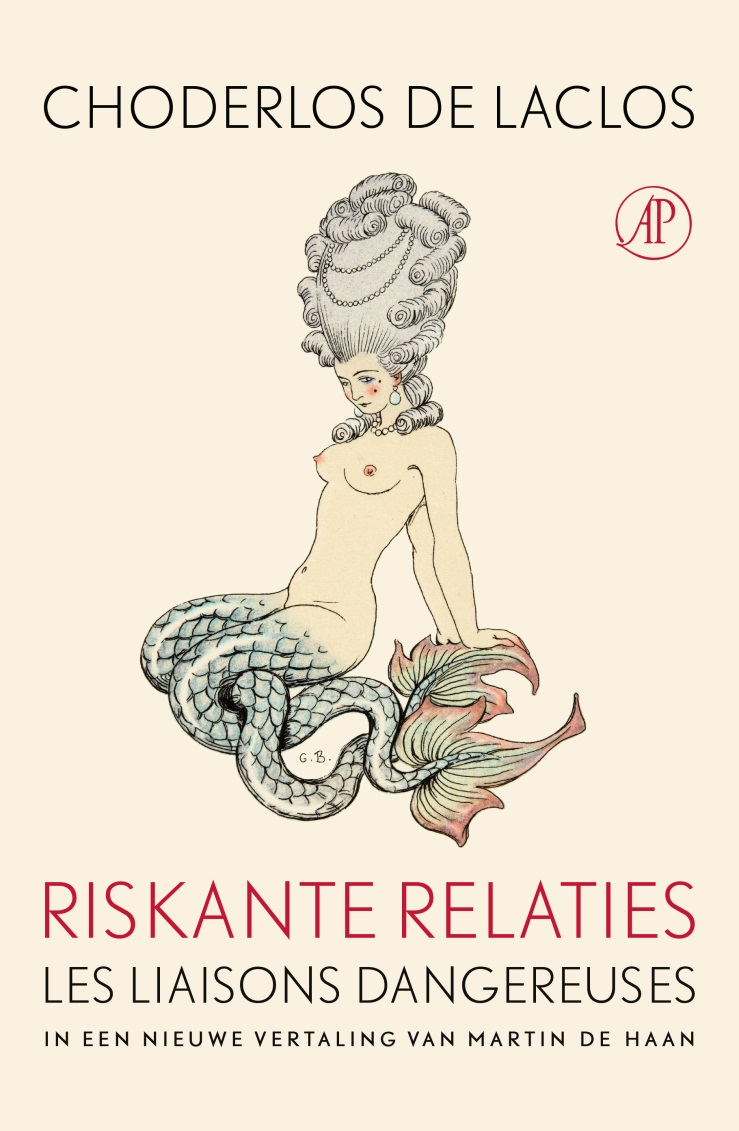 CHODERLOS DE LACLOS
AP
G.B.
RISKANTE RELATIES
LES LIAISONS DANGEREUSES
IN EEN NIEUWE VERTALING VAN MARTIN DE HAAN